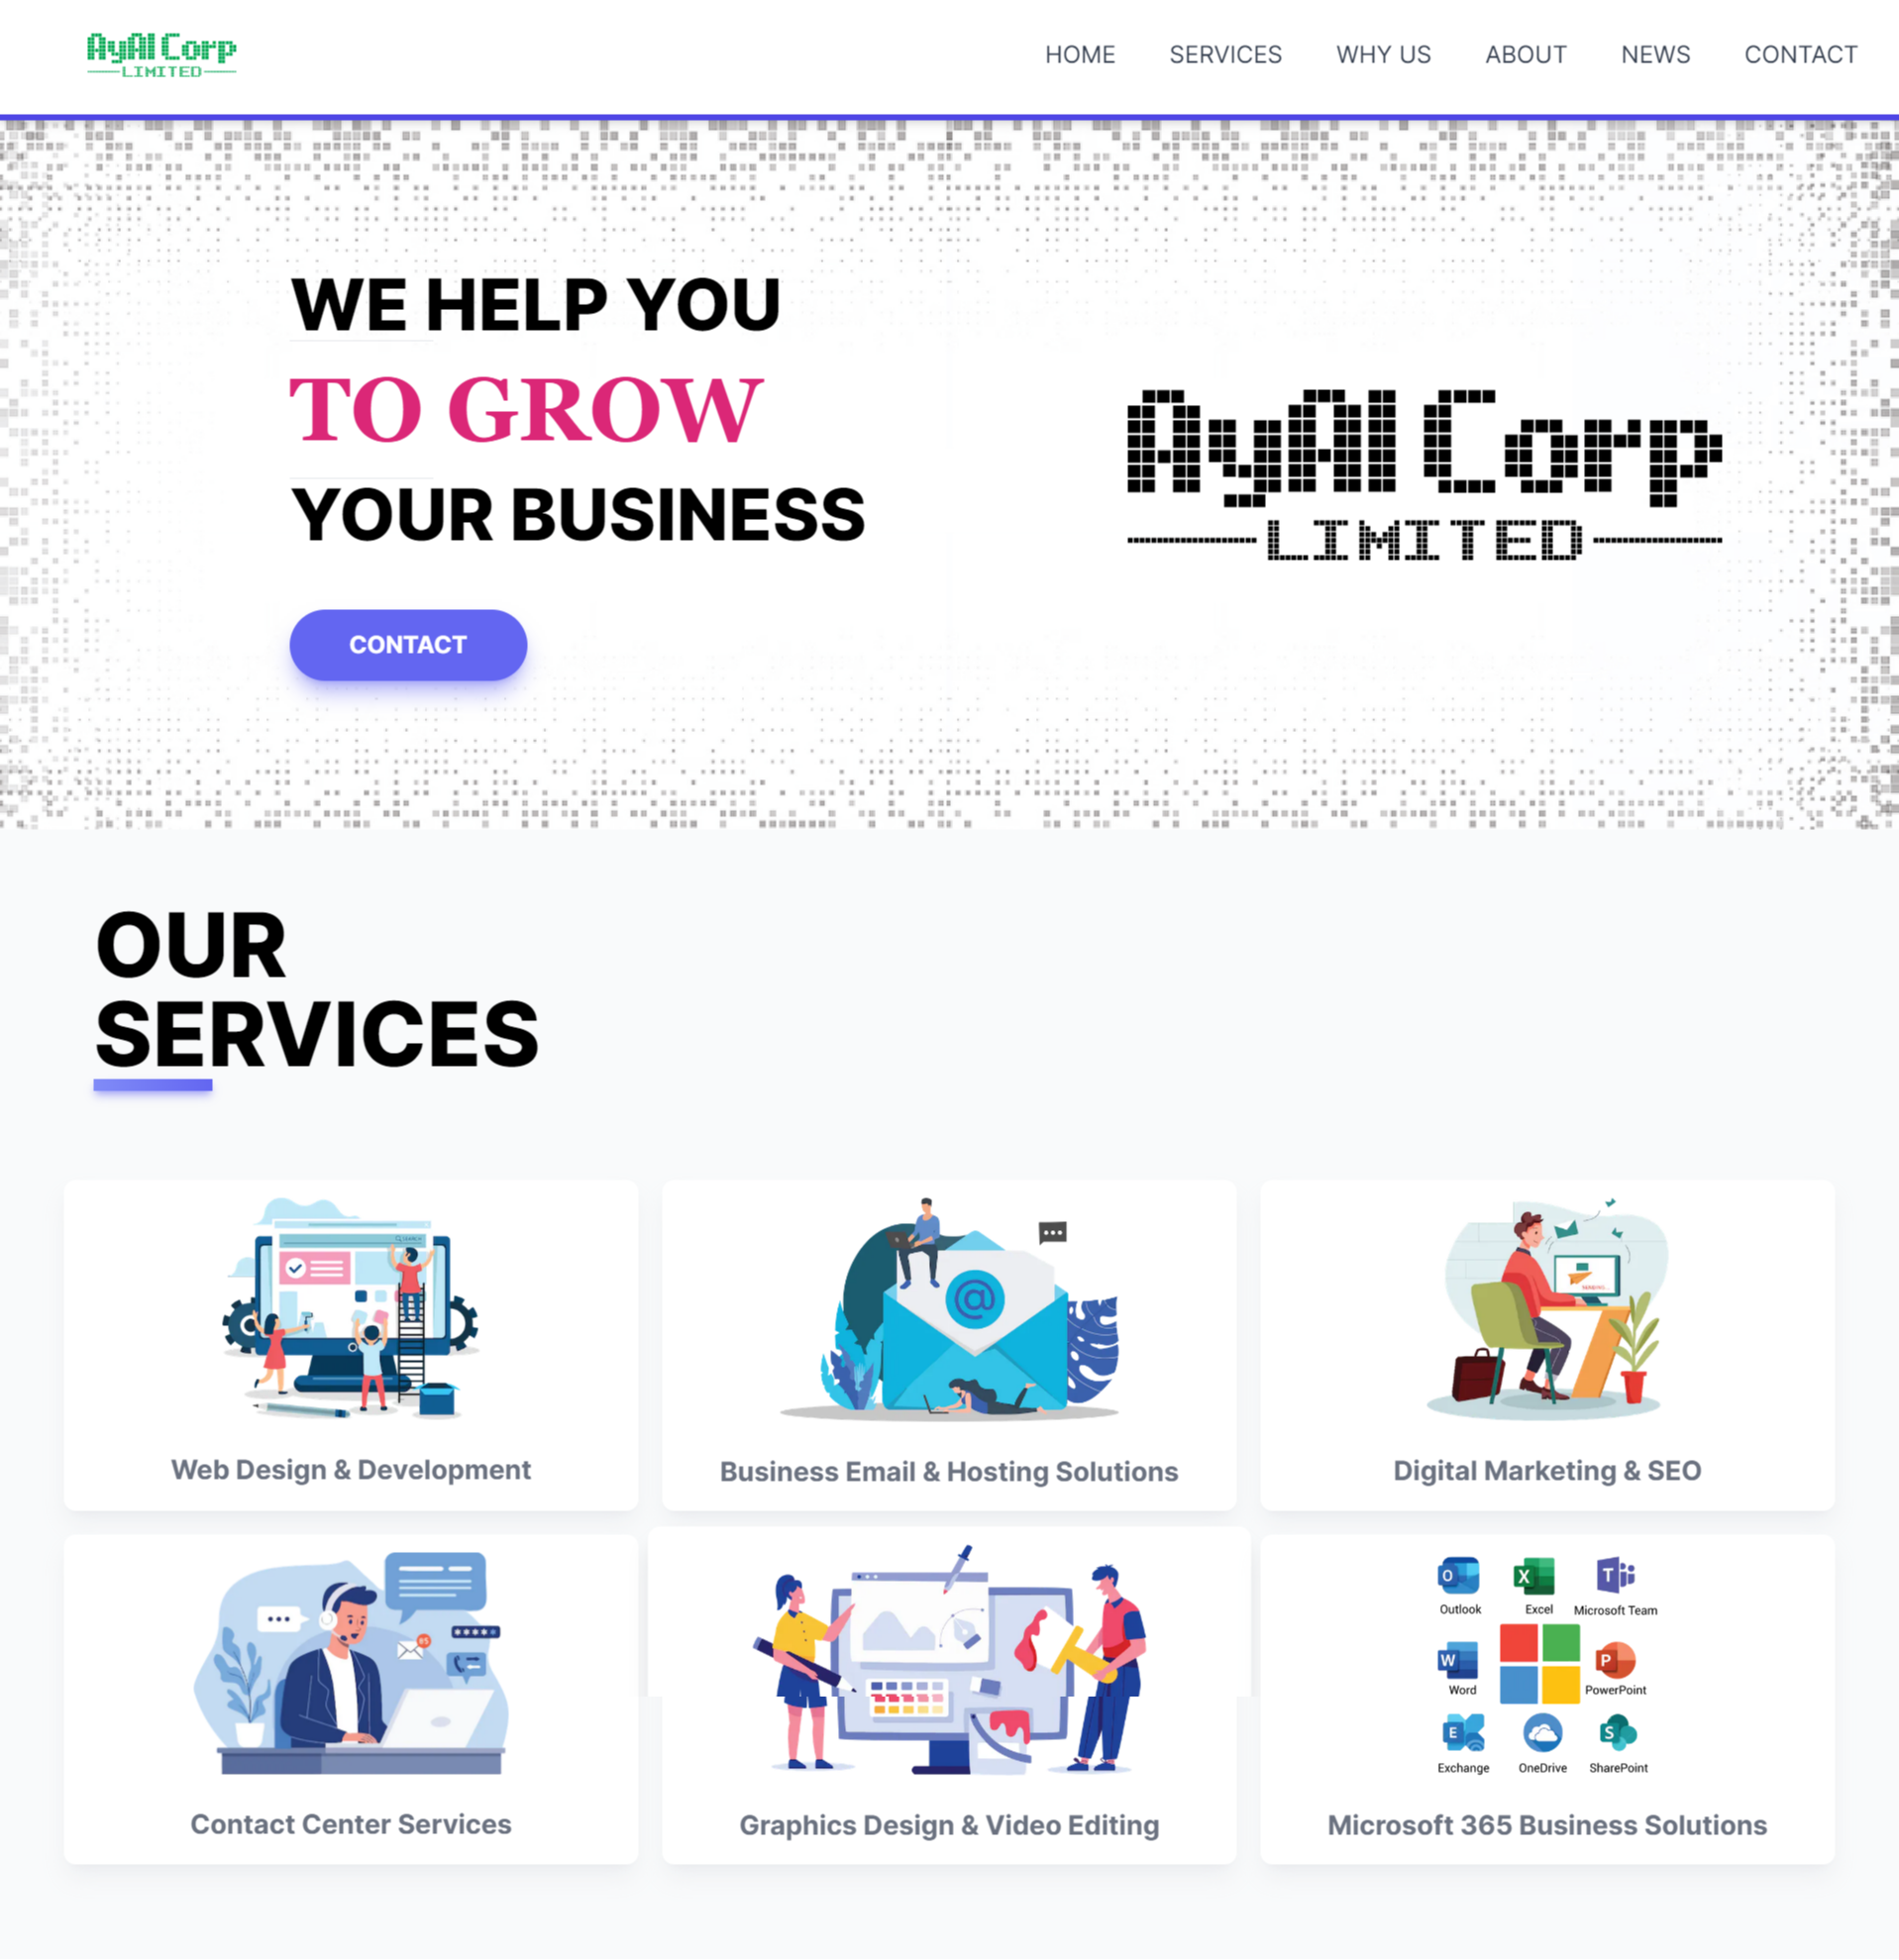 AyAI Corp
LIMITED
HOME SERVICES WHY US ABOUT NEWS CONTACT
WE HELP YOU
TO GROW
YOUR BUSINESS
AyAI Corp
LIMITED
CONTACT
OUR
SERVICES
SEARCH
@
Web Design & Development
Business Email & Hosting Solutions
Digital Marketing & SEO
Outlook Excel Microsoft Team
Word PowerPoint
Exchange OneDrive SharePoint
Contact Center Services
Graphics Design & Video Editing
Microsoft 365 Business Solutions